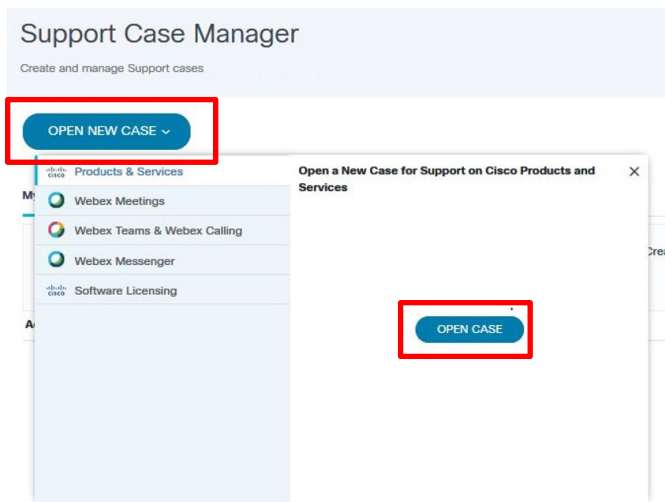 Support Case Manager
Create and manage Support cases
OPEN NEW CASE
Products & Services
Open a New Case for Support on Cisco Products and
Services
Webex Meetings
Webex Teams & Webex Calling
Webex Messenger
Software Licensing
OPEN CASE